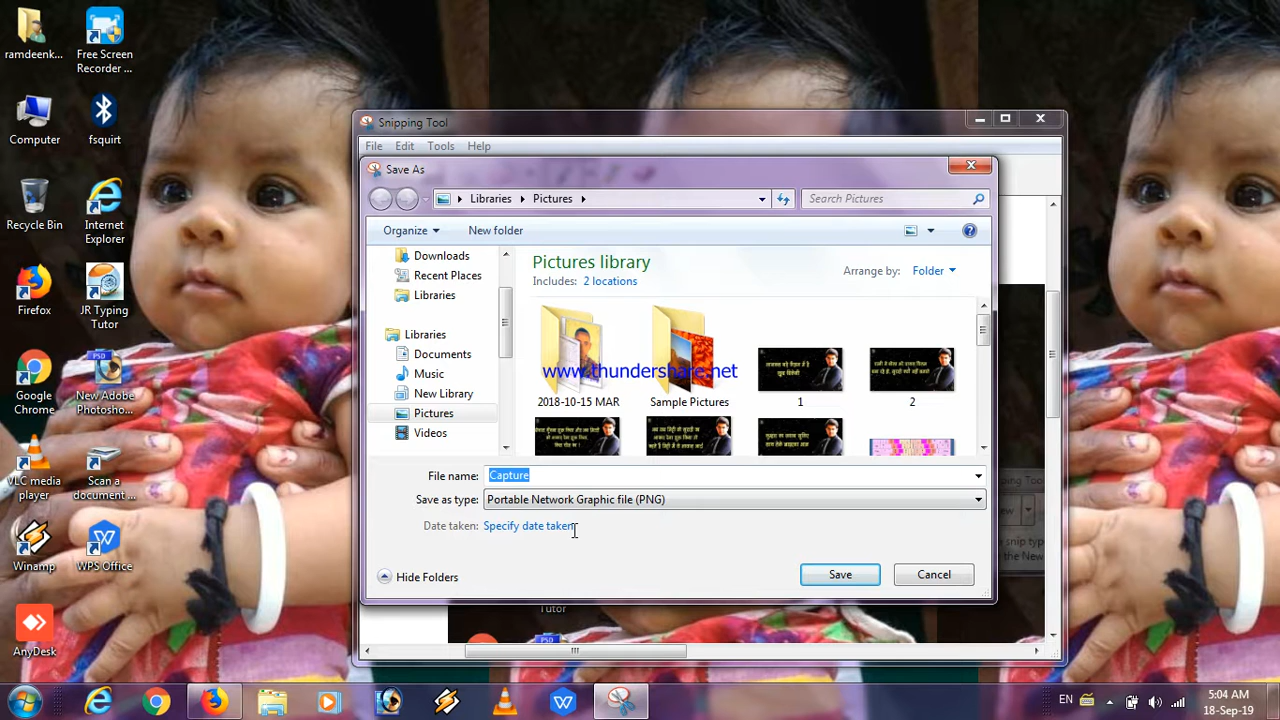 ramdeenk...
Free Screen
Recorder ...
Computer
fsquirt
Recycle Bin
Internet
Explorer
Firefox
JR Typing
Tutor
Google
Chrome
New Adobe
Photosho...
VLC media
player
Scan a
document ...
Winamp
WPS Office
AnyDesk
Snipping Tool
File Edit Tools Help
Save As
Libraries Pictures
Search Pictures
Organize
New folder
Downloads
Recent Places
Libraries
Libraries
Documents
Music
New Library
Pictures
Videos
Pictures library
Includes: 2 locations
Arrange by: Folder
www.thundershare.net
2018-10-15 MAR
Sample Pictures
1
2
File name: Capture
Save as type: Portable Network Graphic file (PNG)
Date taken: Specify date taken
Hide Folders
Save
Cancel
Tutor
PSD
EN
5:04 AM
18-Sep-19